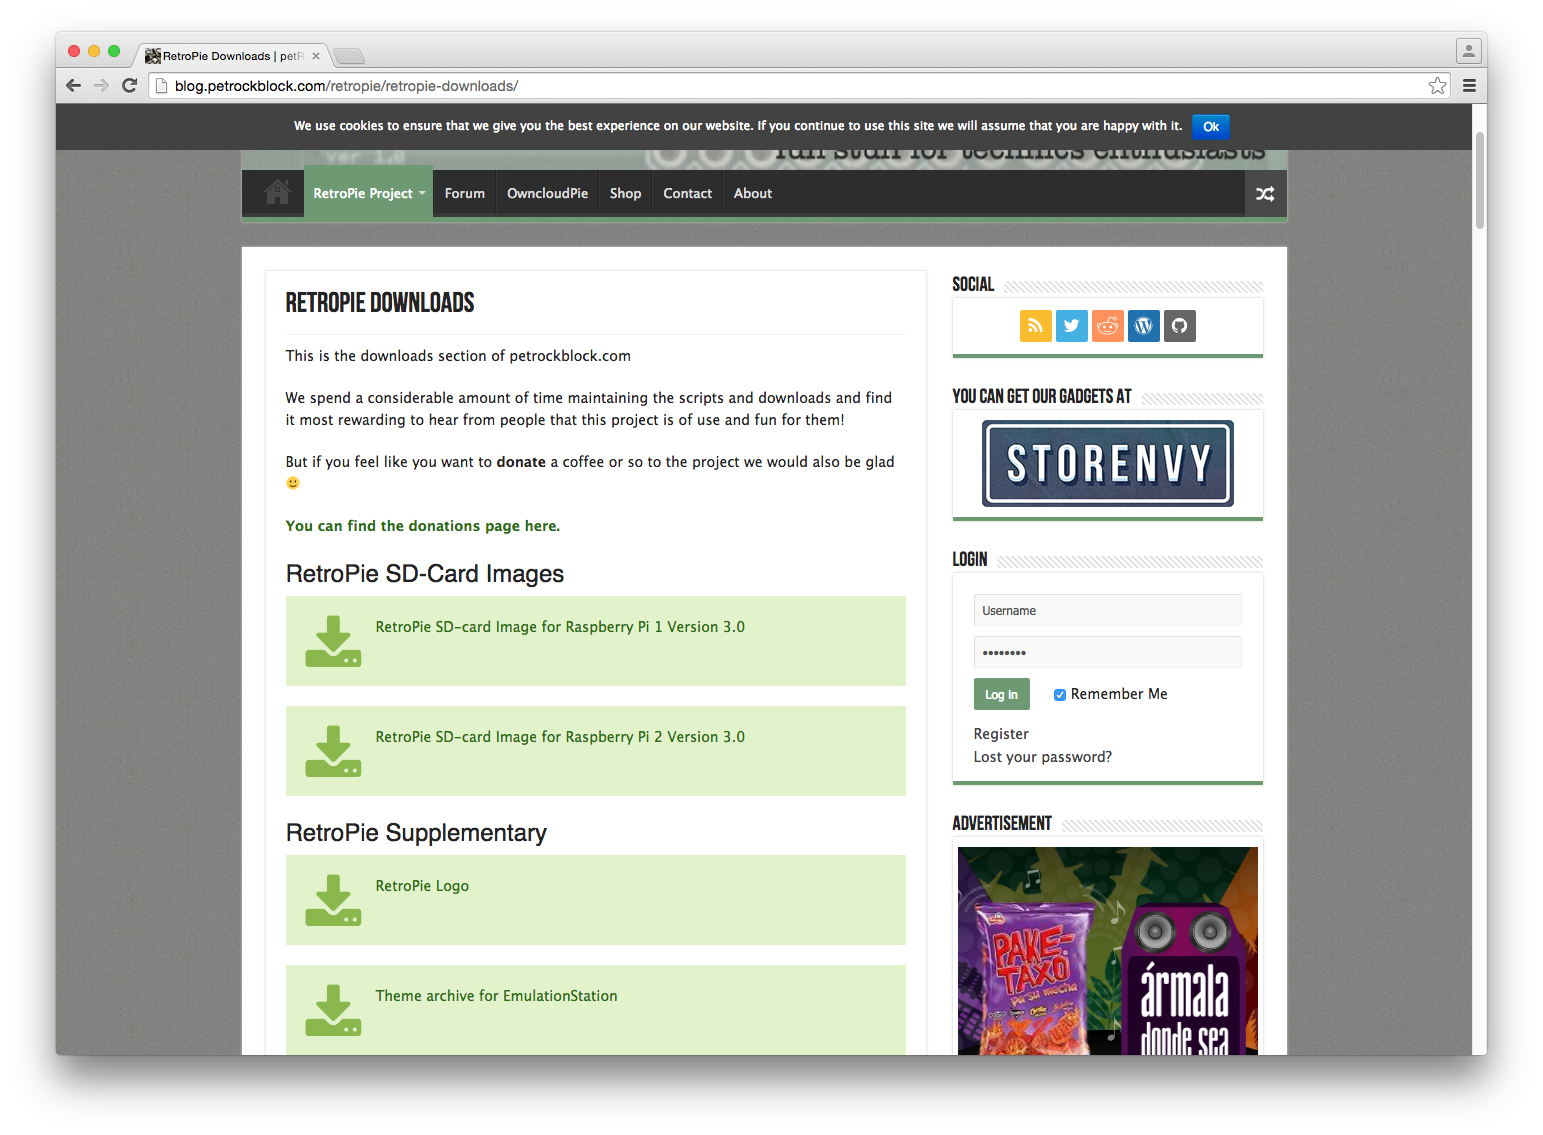 RetroPie Downloads | petR
blog.petrockblock.com/retropie/retropie-downloads/
We use cookies to ensure that we give you the best experience on our website. If you continue to use this site we will assume that you are happy with it. Ok
ver 1.0
fun stuff for technics enthusiasts
RetroPie Project Forum OwncloudPie Shop Contact About
RETROPIE DOWNLOADS
This is the downloads section of petrockblock.com
We spend a considerable amount of time maintaining the scripts and downloads and find
it most rewarding to hear from people that this project is of use and fun for them!
But if you feel like you want to donate a coffee or so to the project we would also be glad
You can find the donations page here.
RetroPie SD-Card Images
RetroPie SD-card Image for Raspberry Pi 1 Version 3.0
RetroPie SD-card Image for Raspberry Pi 2 Version 3.0
RetroPie Supplementary
RetroPie Logo
Theme archive for EmulationStation
SOCIAL
YOU CAN GET OUR GADGETS AT
STORENVY
LOGIN
Username
••••••••
Log in
Remember Me
Register
Lost your password?
ADVERTISEMENT
PAKE-
TAXO
pa' su mecha
ármala
donde sea